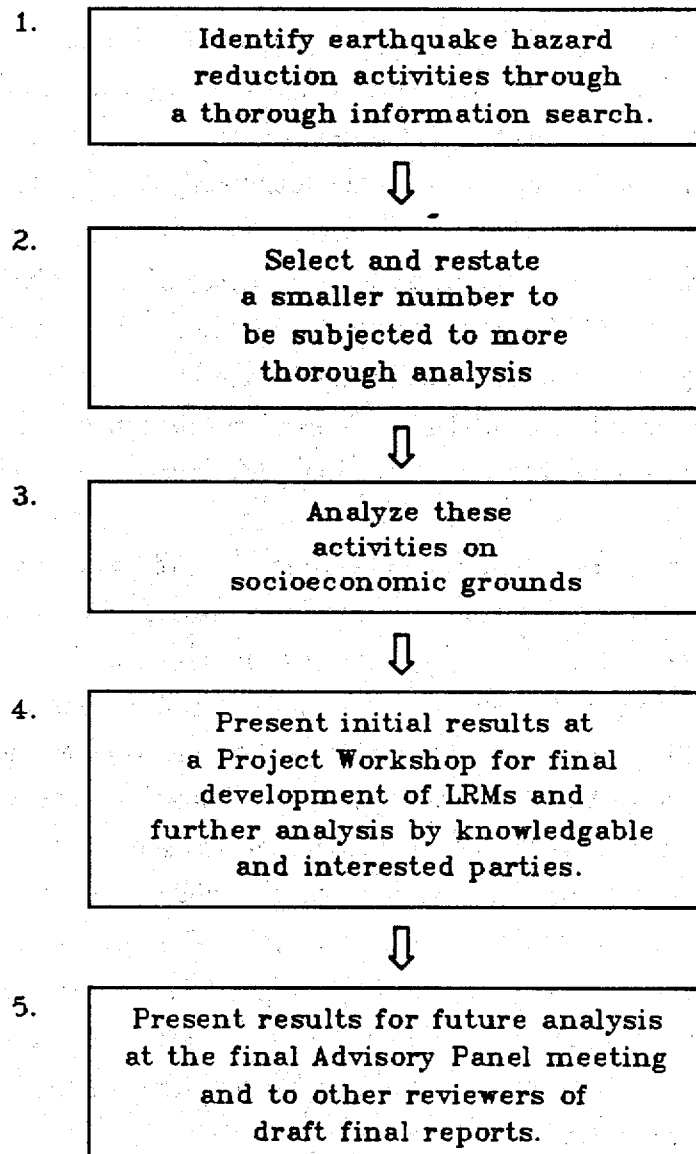 1.
Identify earthquake hazard
reduction activities through
a thorough information search.
2.
Select and restate
a smaller number to
be subjected to more
thorough analysis
3.
Analyze these
activities on
socioeconomic grounds
4.
Present initial results at
a Project Workshop for final
development of LRMs and
further analysis by knowledgable
and interested parties.
5.
Present results for future analysis
at the final Advisory Panel meeting
and to other reviewers of
draft final reports.